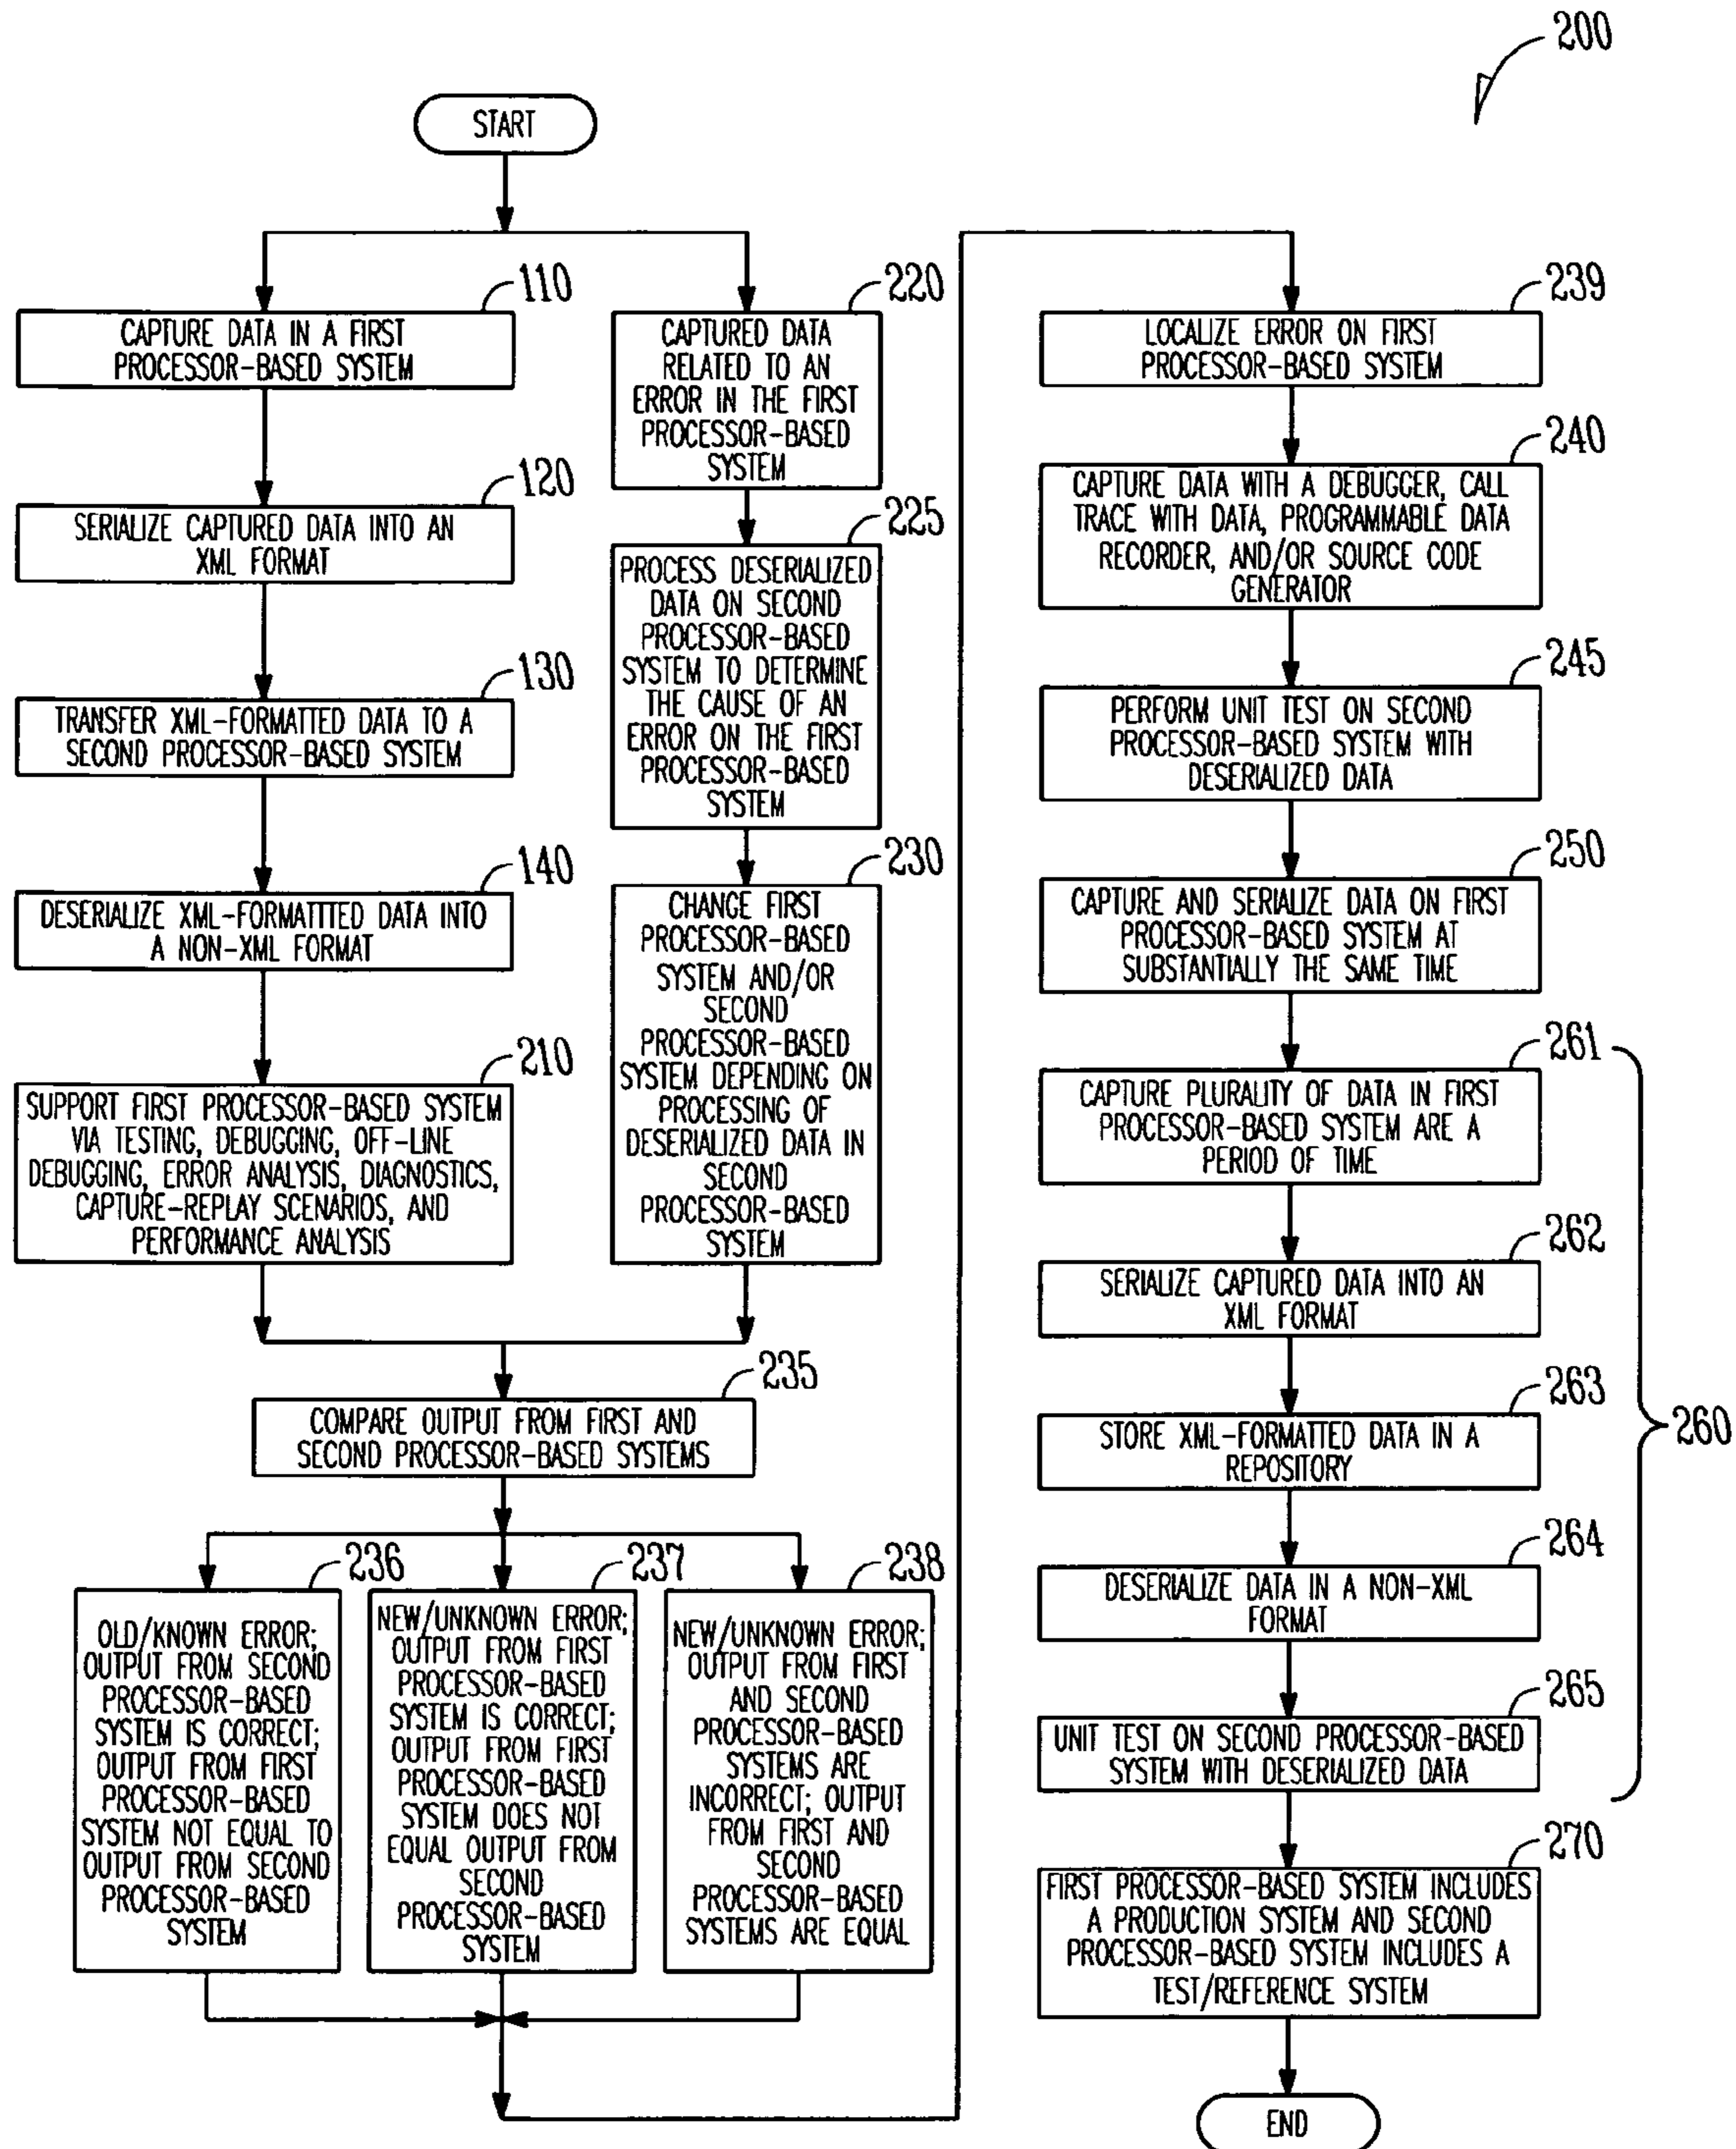 200
START
110
CAPTURE DATA IN A FIRST
PROCESSOR-BASED SYSTEM
120
SERIALIZE CAPTURED DATA INTO AN
XML FORMAT
130
TRANSFER XML-FORMATTED DATA TO A
SECOND PROCESSOR-BASED SYSTEM
140
DESERIALIZE XML-FORMATTTED DATA INTO
A NON-XML FORMAT
210
SUPPORT FIRST PROCESSOR-BASED SYSTEM
VIA TESTING, DEBUGGING, OFF-LINE
DEBUGGING, ERROR ANALYSIS, DIAGNOSTICS,
CAPTURE-REPLAY SCENARIOS, AND
PERFORMANCE ANALYSIS
220
CAPTURED DATA
RELATED TO AN
ERROR IN THE FIRST
PROCESSOR-BASED
SYSTEM
225
PROCESS DESERIALIZED
DATA ON SECOND
PROCESSOR-BASED
SYSTEM TO DETERMINE
THE CAUSE OF AN
ERROR ON THE FIRST
PROCESSOR-BASED
SYSTEM
230
CHANGE FIRST
PROCESSOR-BASED
SYSTEM AND/OR
SECOND
PROCESSOR-BASED
SYSTEM DEPENDING ON
PROCESSING OF
DESERIALIZED DATA IN
SECOND
PROCESSOR-BASED
SYSTEM
235
COMPARE OUTPUT FROM FIRST AND
SECOND PROCESSOR-BASED SYSTEMS
236
OLD/KNOWN ERROR;
OUTPUT FROM SECOND
PROCESSOR-BASED
SYSTEM IS CORRECT;
OUTPUT FROM FIRST
PROCESSOR-BASED
SYSTEM NOT EQUAL TO
OUTPUT FROM SECOND
PROCESSOR-BASED
SYSTEM
237
NEW/UNKNOWN ERROR;
OUTPUT FROM FIRST
PROCESSOR-BASED
SYSTEM IS CORRECT;
OUTPUT FROM FIRST
PROCESSOR-BASED
SYSTEM DOES NOT
EQUAL OUTPUT FROM
SECOND
PROCESSOR-BASED
SYSTEM
238
NEW/UNKNOWN ERROR;
OUTPUT FROM FIRST
AND SECOND
PROCESSOR-BASED
SYSTEMS ARE
INCORRECT; OUTPUT
FROM FIRST AND
SECOND
PROCESSOR-BASED
SYSTEMS ARE EQUAL
239
LOCALIZE ERROR ON FIRST
PROCESSOR-BASED SYSTEM
240
CAPTURE DATA WITH A DEBUGGER, CALL
TRACE WITH DATA, PROGRAMMABLE DATA
RECORDER, AND/OR SOURCE CODE
GENERATOR
245
PERFORM UNIT TEST ON SECOND
PROCESSOR-BASED SYSTEM WITH
DESERIALIZED DATA
250
CAPTURE AND SERIALIZE DATA ON FIRST
PROCESSOR-BASED SYSTEM AT
SUBSTANTIALLY THE SAME TIME
261
CAPTURE PLURALITY OF DATA IN FIRST
PROCESSOR-BASED SYSTEM ARE A
PERIOD OF TIME
262
SERIALIZE CAPTURED DATA INTO AN
XML FORMAT
263
STORE XML-FORMATTED DATA IN A
REPOSITORY
264
DESERIALIZE DATA IN A NON-XML
FORMAT
265
UNIT TEST ON SECOND PROCESSOR-BASED
SYSTEM WITH DESERIALIZED DATA
260
270
FIRST PROCESSOR-BASED SYSTEM INCLUDES
A PRODUCTION SYSTEM AND SECOND
PROCESSOR-BASED SYSTEM INCLUDES A
TEST/REFERENCE SYSTEM
END